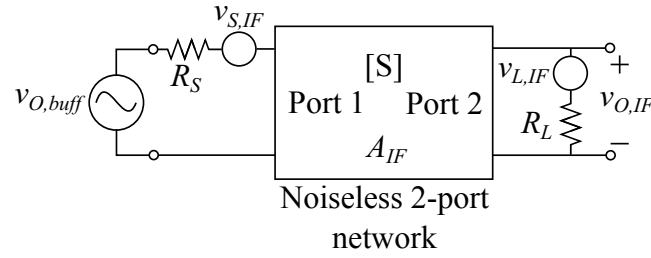 v_{S,IF}
R_S
v_{O,buff}
[S]
Port 1 Port 2
A_{IF}
v_{L,IF}
R_L
+
v_{O,IF}
−
Noiseless 2-port
network